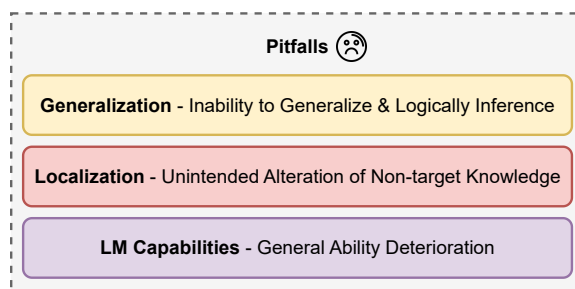 Pitfalls
Generalization - Inability to Generalize & Logically Inference
Localization - Unintended Alteration of Non-target Knowledge
LM Capabilities - General Ability Deterioration